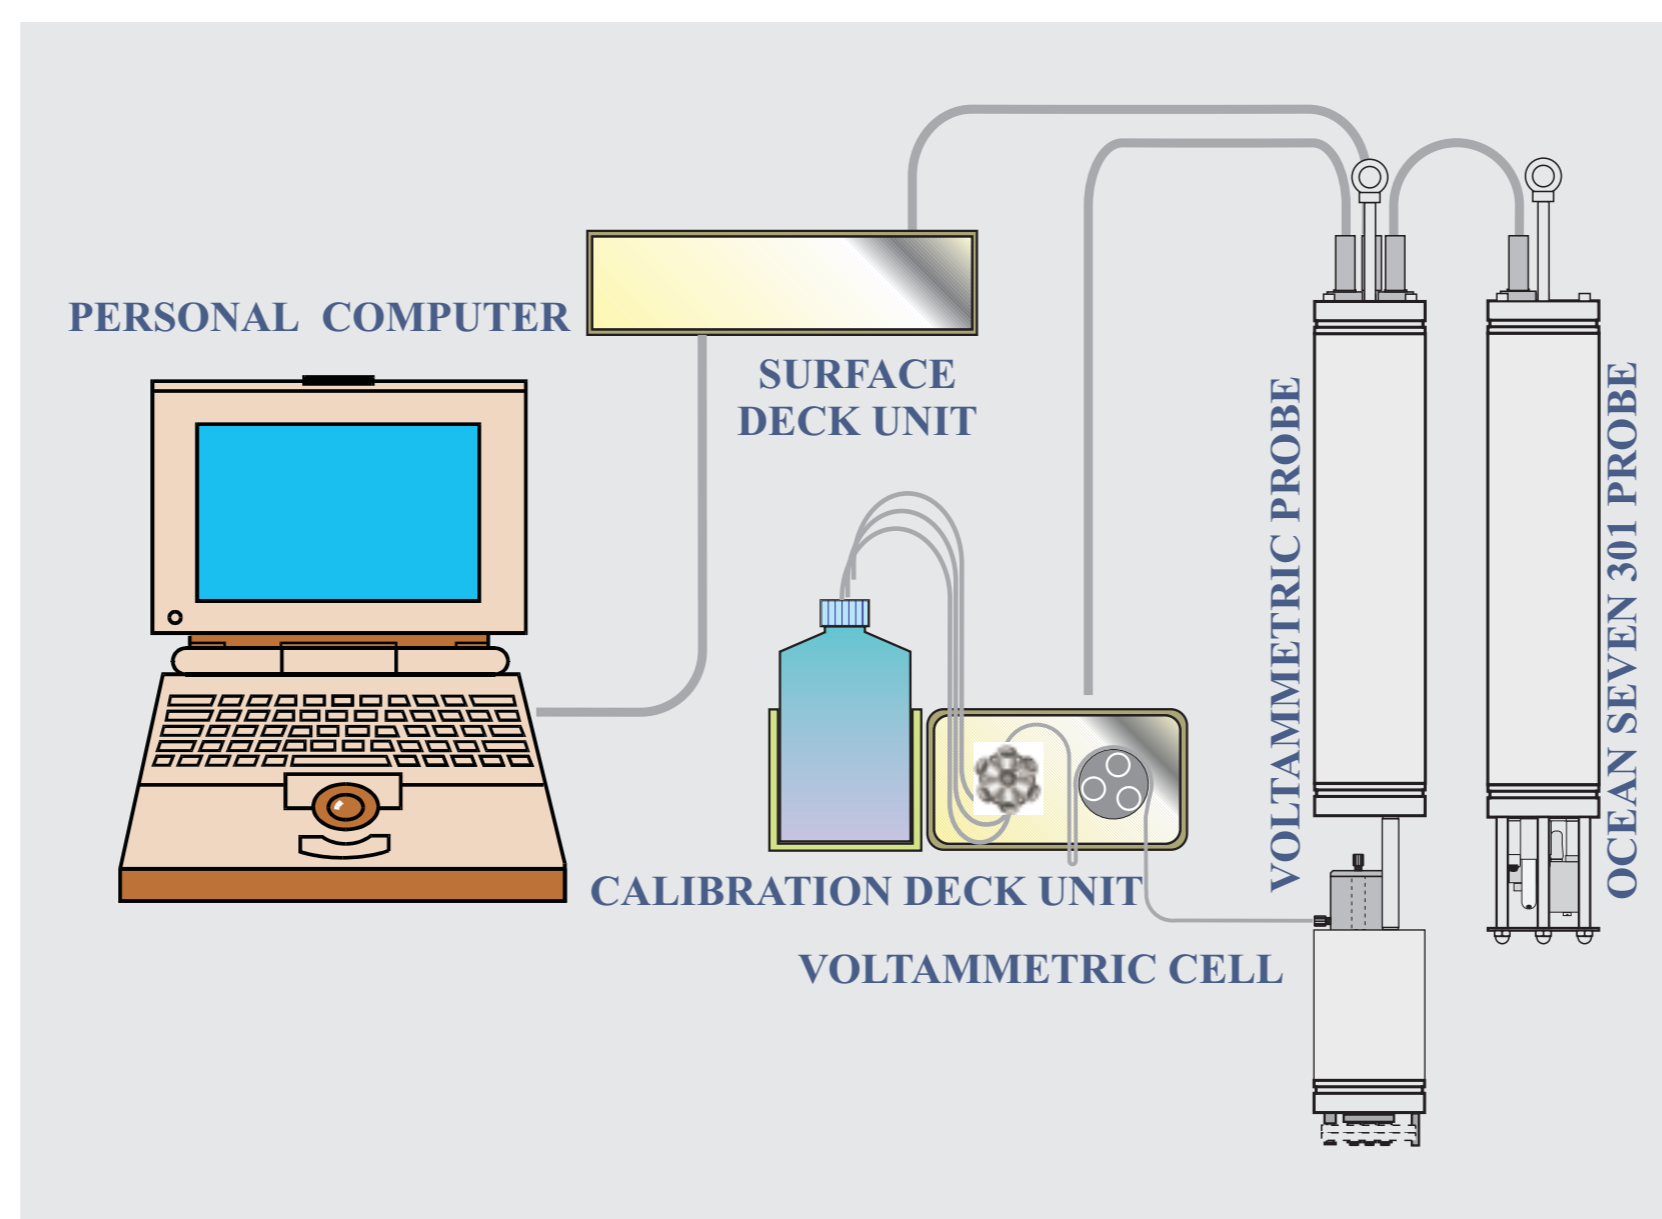 PERSONAL COMPUTER
SURFACE
DECK UNIT
CALIBRATION DECK UNIT
VOLTAMMETRIC CELL
VOLTAMMETRIC PROBE
OCEAN SEVEN 301 PROBE